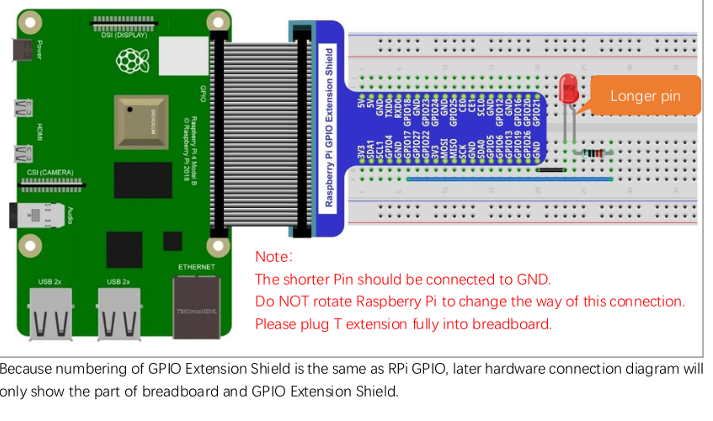 DSI (DISPLAY)
Power
HDMI
CSI (CAMERA)
Audio
USB 2x
USB 2x
ETHERNET
GPIO
Raspberry Pi 4 Model B
© Raspberry Pi 2018
Raspberry Pi GPIO Extension Shield
5V
5V
GND
TXD0
RXD0
GPIO18
GND
GPIO23
GPIO24
GND
GPIO25
CE0
CE1
SCL0
GND
GPIO12
GND
GPIO16
GPIO20
GPIO21
3V3
SDA1
SCL1
GPIO4
GND
GPIO17
GPIO27
GPIO22
3V3
MOSI
MISO
SCLK
GND
SDA0
GPIO5
GPIO6
GPIO13
GPIO19
GPIO26
GND
Longer pin
Note:
The shorter Pin should be connected to GND.
Do NOT rotate Raspberry Pi to change the way of this connection.
Please plug T extension fully into breadboard.
Because numbering of GPIO Extension Shield is the same as RPi GPIO, later hardware connection diagram will
only show the part of breadboard and GPIO Extension Shield.